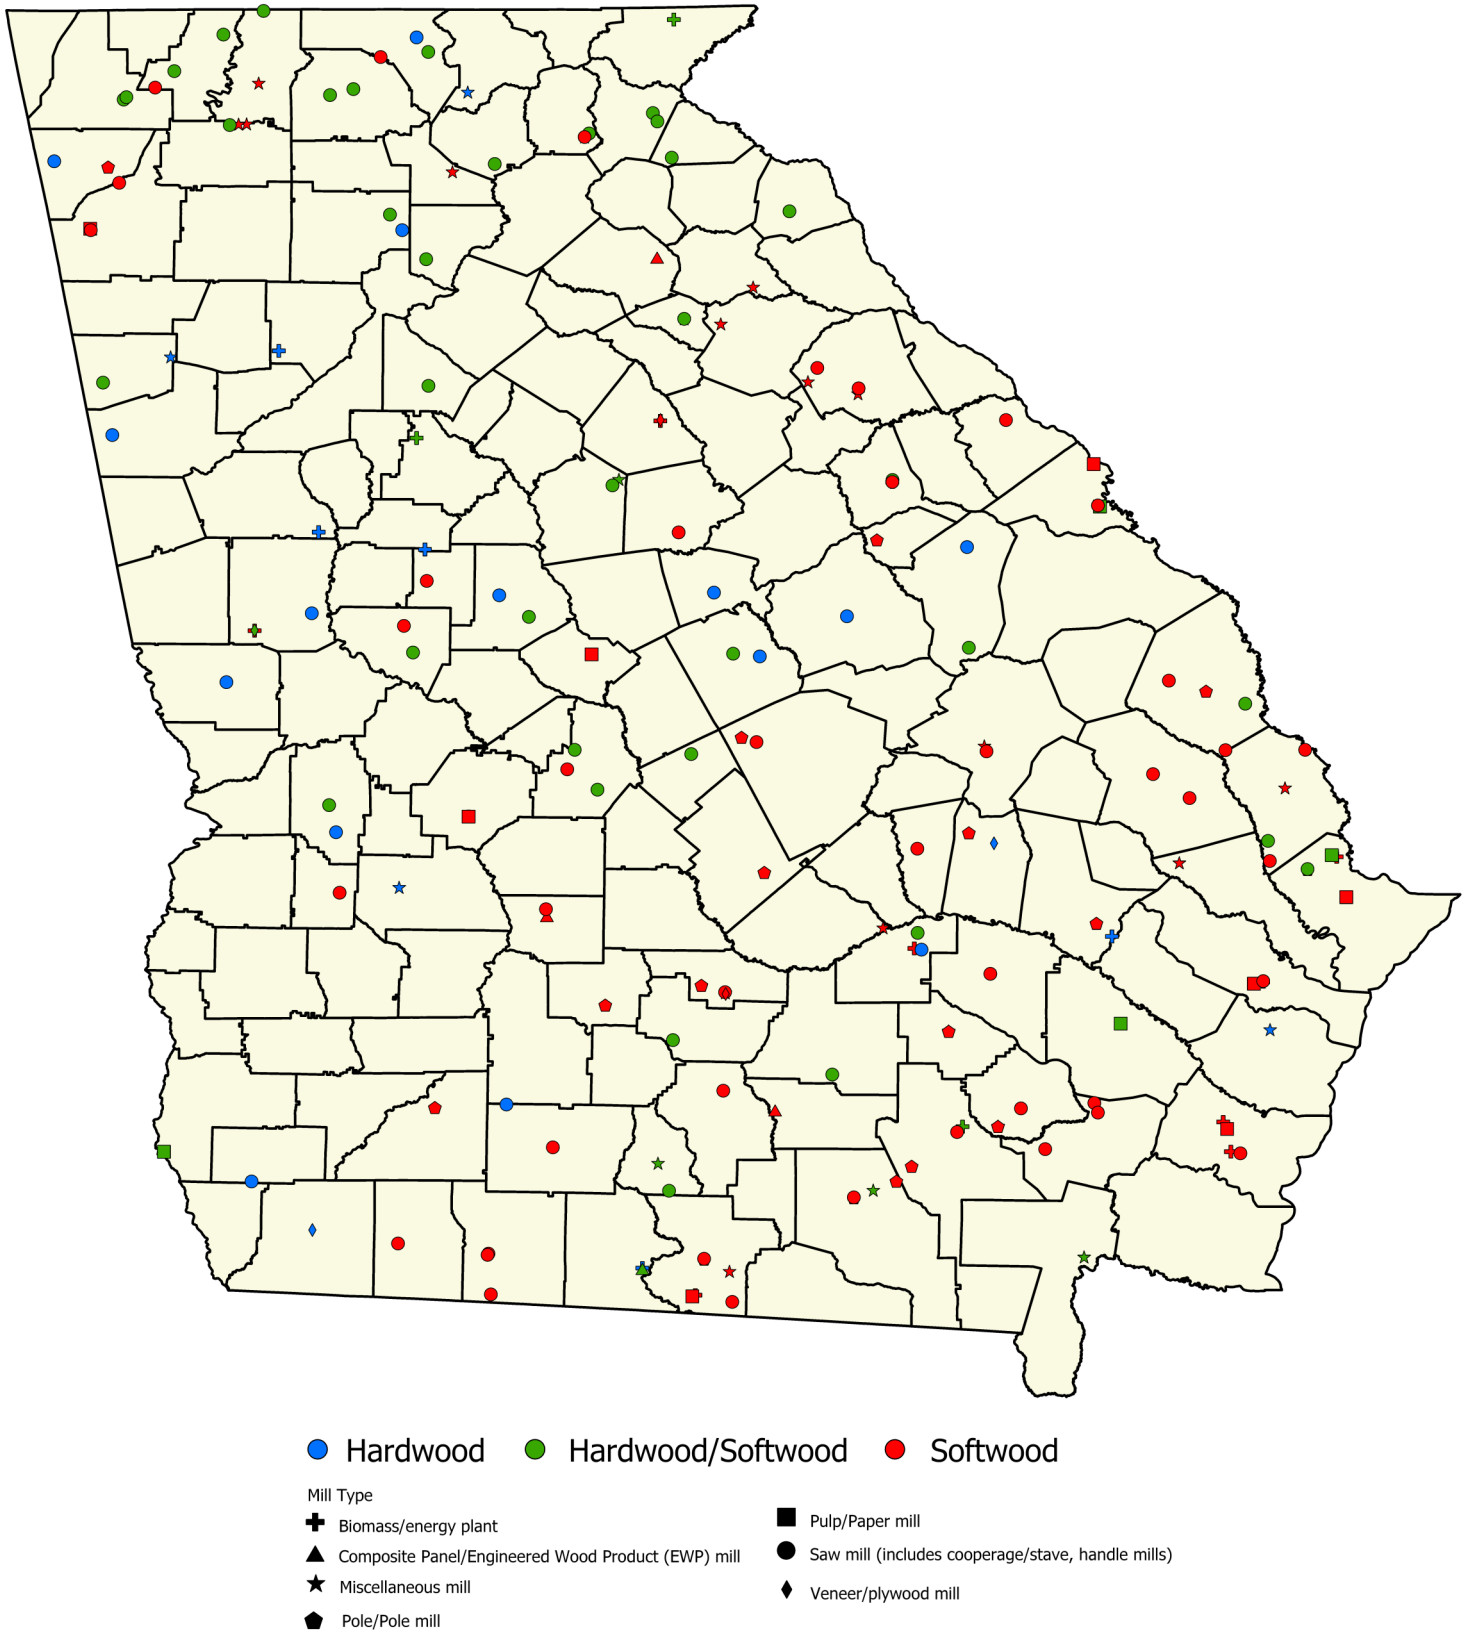 Hardwood Hardwood/Softwood Softwood
Mill Type
Biomass/energy plant
Composite Panel/Engineered Wood Product (EWP) mill
Miscellaneous mill
Pole/Pole mill
Pulp/Paper mill
Saw mill (includes cooperage/stave, handle mills)
Veneer/plywood mill